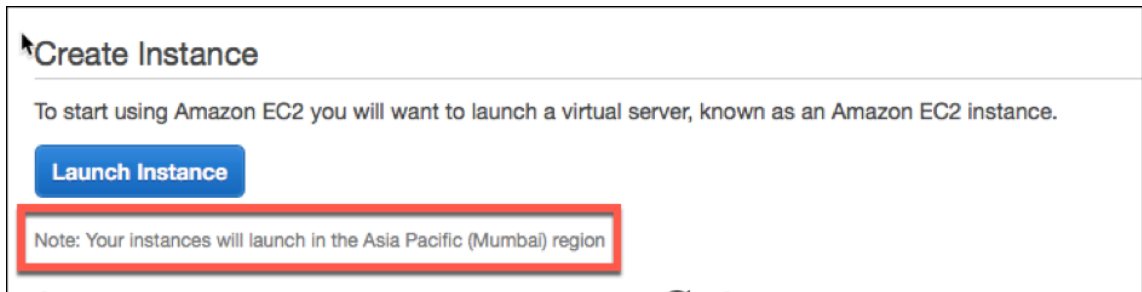 Create Instance
To start using Amazon EC2 you will want to launch a virtual server, known as an Amazon EC2 instance.
Launch Instance
Note: Your instances will launch in the Asia Pacific (Mumbai) region